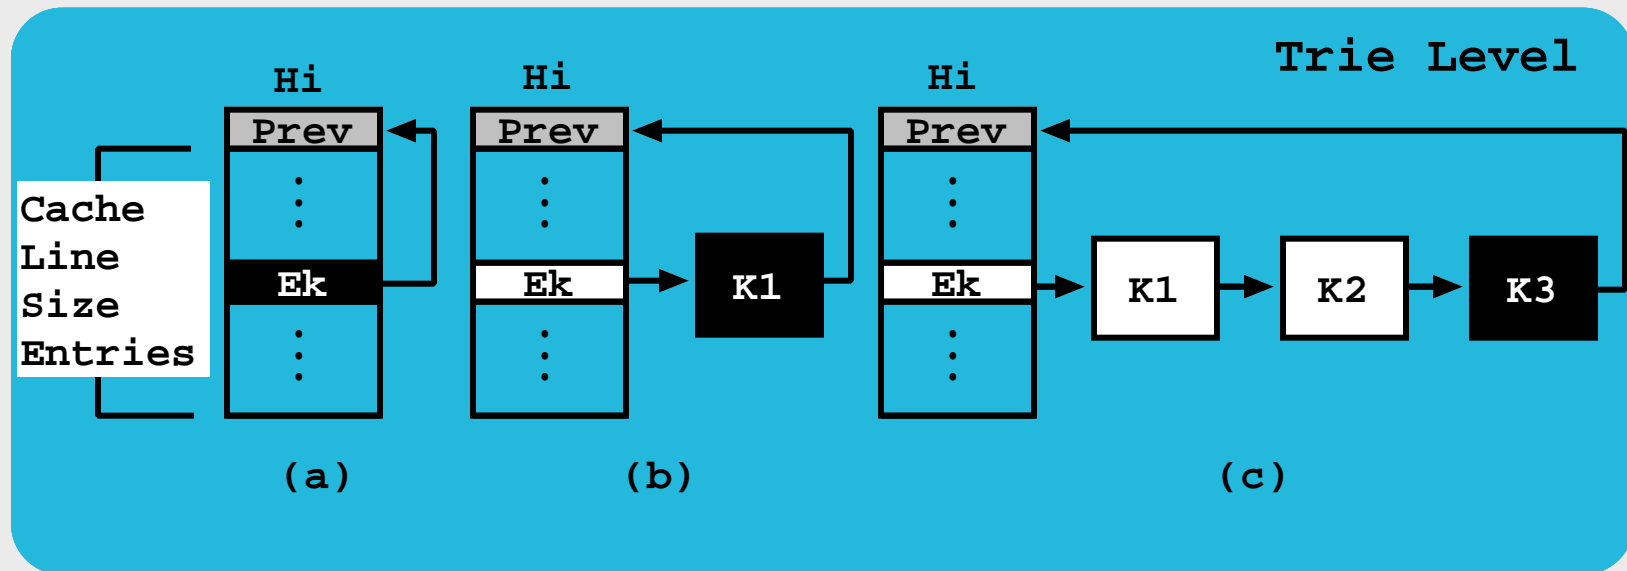 Trie Level
Hi
Hi
Hi
Prev
Prev
Prev
Cache
Line
Size
Entries
Ek
Ek
K1
Ek
K1
K2
K3
(a)
(b)
(c)